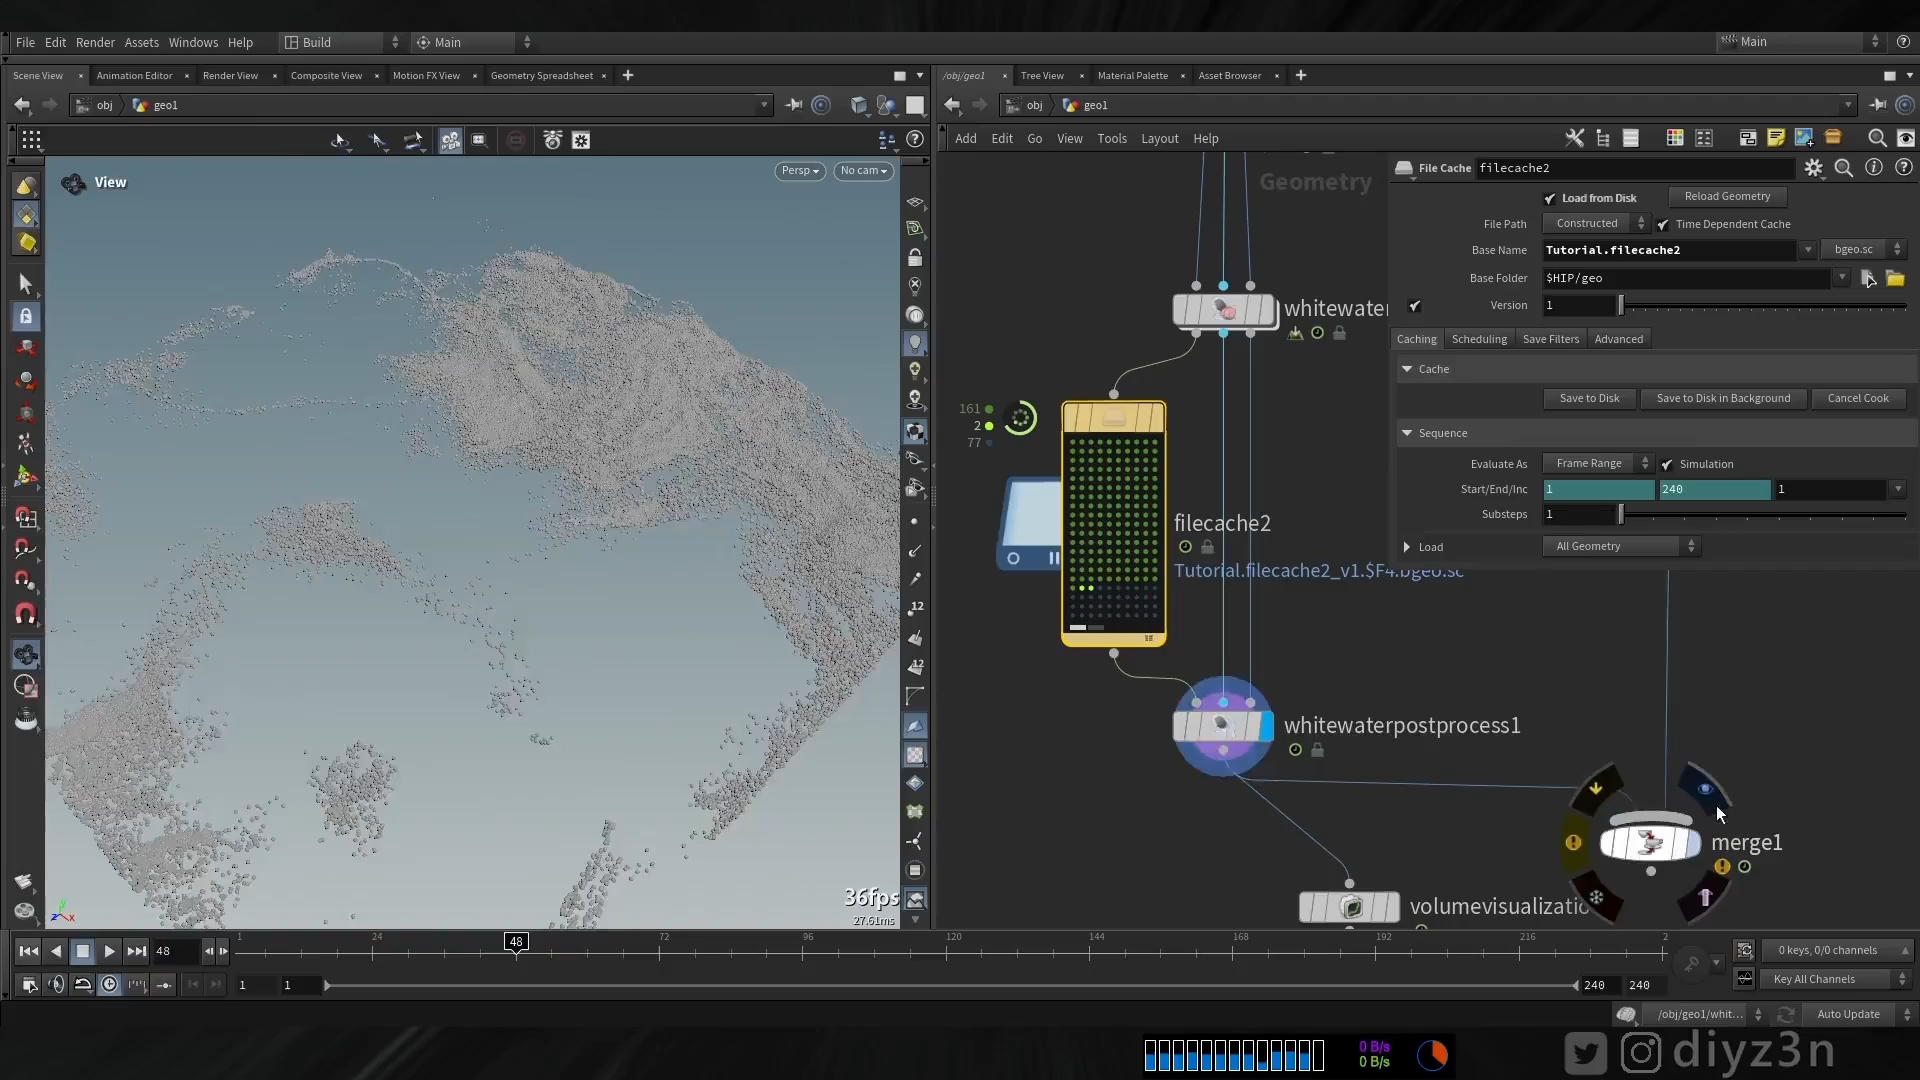 File Edit Render Assets Windows Help Build Main Main
Scene View Animation Editor Render View Composite View Motion FX View Geometry Spreadsheet
/obj/geo1 Tree View Material Palette Asset Browser
obj geo1
obj geo1
Add Edit Go View Tools Layout Help
View
Persp No cam
Geometry
File Cache filecache2
Load from Disk Reload Geometry
File Path Constructed Time Dependent Cache
Base Name Tutorial.filecache2 bgeo.sc
Base Folder $HIP/geo
Version 1
Caching Scheduling Save Filters Advanced
Cache
Save to Disk Save to Disk in Background Cancel Cook
Sequence
Evaluate As Frame Range Simulation
Start/End/Inc 1 240 1
Substeps 1
Load All Geometry
whitewater
161
2
77
filecache2
Tutorial.filecache2_v1.$F4.bgeo.sc
whitewaterpostprocess1
merge1
volumevisualizatio
12
12
36fps
27.61ms
z x y
48 1 24 48 72 96 120 144 168 192 216 2
0 keys, 0/0 channels
1 1 240 240 Key All Channels
/obj/geo1/whit... Auto Update
0 B/s
0 B/s
diyz3n